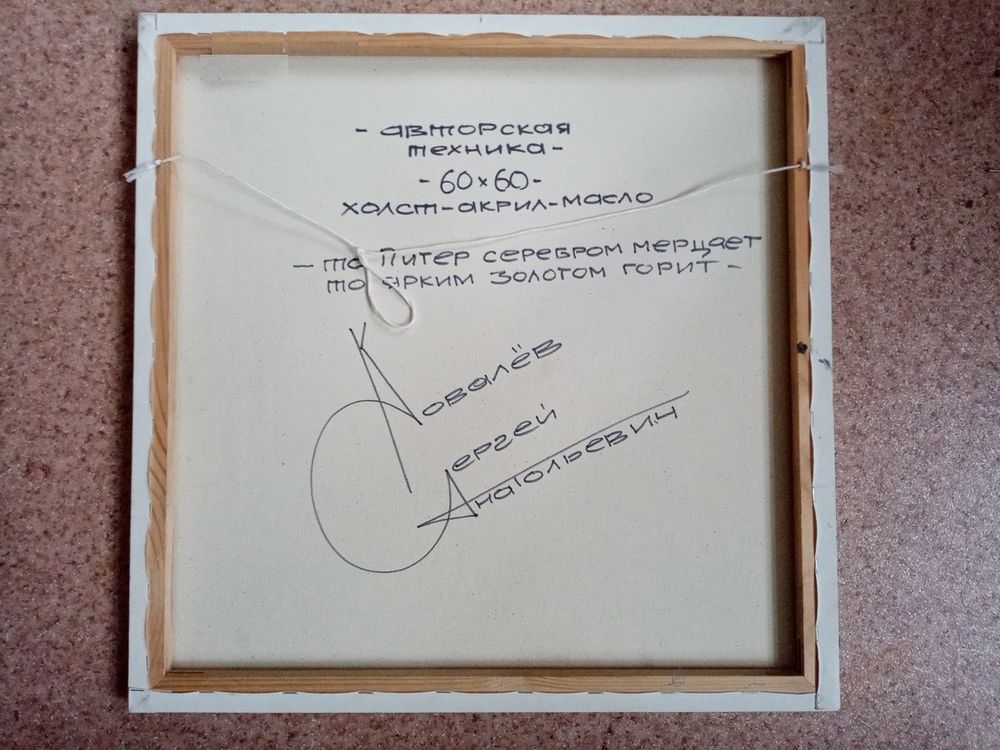 - авторская
техника -
- 60×60 -
холст-акрил-масло
- то Питер серебром мерцает
то ярким золотом горит -
Ковалёв
Сергей
Анатольевич